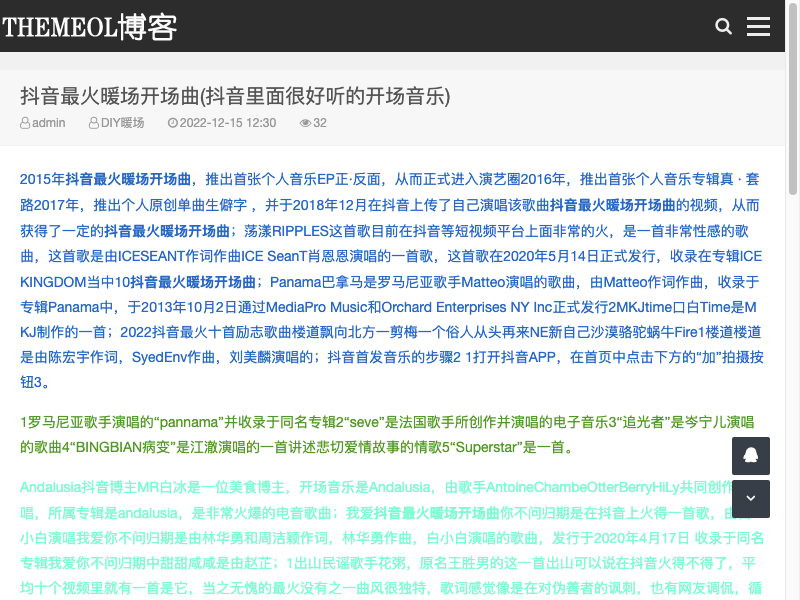 THEMEOL博客
抖音最火暖场开场曲(抖音里面很好听的开场音乐)
admin DIY暖场 2022-12-15 12:30 32
2015年抖音最火暖场开场曲，推出首张个人音乐EP正·反面，从而正式进入演艺圈2016年，推出首张个人音乐专辑真 · 套
路2017年，推出个人原创单曲生僻字 ，并于2018年12月在抖音上传了自己演唱该歌曲抖音最火暖场开场曲的视频，从而
获得了一定的抖音最火暖场开场曲；荡漾RIPPLES这首歌目前在抖音等短视频平台上面非常的火，是一首非常性感的歌
曲，这首歌是由ICESEANT作词作曲ICE SeanT肖恩恩演唱的一首歌，这首歌在2020年5月14日正式发行，收录在专辑ICE
KINGDOM当中10抖音最火暖场开场曲；Panama巴拿马是罗马尼亚歌手Matteo演唱的歌曲，由Matteo作词作曲，收录于
专辑Panama中，于2013年10月2日通过MediaPro Music和Orchard Enterprises NY Inc正式发行2MKJtime口白Time是M
KJ制作的一首；2022抖音最火十首励志歌曲楼道飘向北方一剪梅一个俗人从头再来NE新自己沙漠骆驼蜗牛Fire1楼道楼道
是由陈宏宇作词，SyedEnv作曲，刘美麟演唱的；抖音首发音乐的步骤2 1打开抖音APP，在首页中点击下方的“加”拍摄按
钮3。
1罗马尼亚歌手演唱的“pannama”并收录于同名专辑2“seve”是法国歌手所创作并演唱的电子音乐3“追光者”是岑宁儿演唱
的歌曲4“BINGBIAN病变”是江澈演唱的一首讲述悲切爱情故事的情歌5“Superstar”是一首。
Andalusia抖音博主MR白冰是一位美食博主，开场音乐是Andalusia，由歌手AntoineChambeOtterBerryHiLy共同创作
唱，所属专辑是andalusia，是非常火爆的电音歌曲；我爱抖音最火暖场开场曲你不问归期是在抖音上火得一首歌，由
小白演唱我爱你不问归期是由林华勇和周洁颖作词，林华勇作曲，白小白演唱的歌曲，发行于2020年4月17日 收录于同名
专辑我爱你不问归期中甜甜咸咸是由赵芷；1出山民谣歌手花粥，原名王胜男的这一首出山可以说在抖音火得不得了，平
均十个视频里就有一首是它，当之无愧的最火没有之一曲风很独特，歌词感觉像是在对伪善者的讽刺，也有网友调侃，循